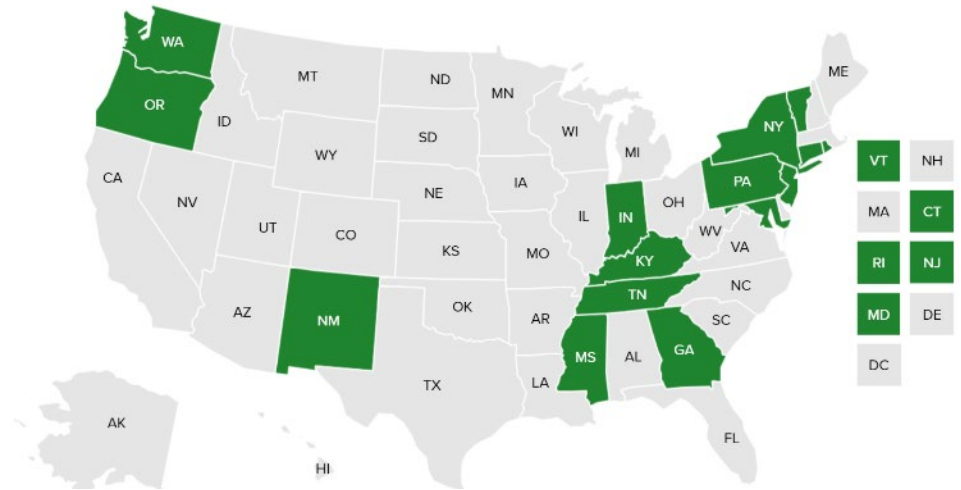 WA
MT
ND
MN
ME
OR
ID
SD
WI
NY
WY
MI
VT
NH
CA
NV
NE
IA
PA
UT
CO
IL
IN
OH
MA
CT
KS
MO
WV
VA
KY
RI
NJ
AZ
NM
OK
AR
TN
NC
SC
MD
DE
TX
LA
MS
AL
GA
DC
AK
HI
FL